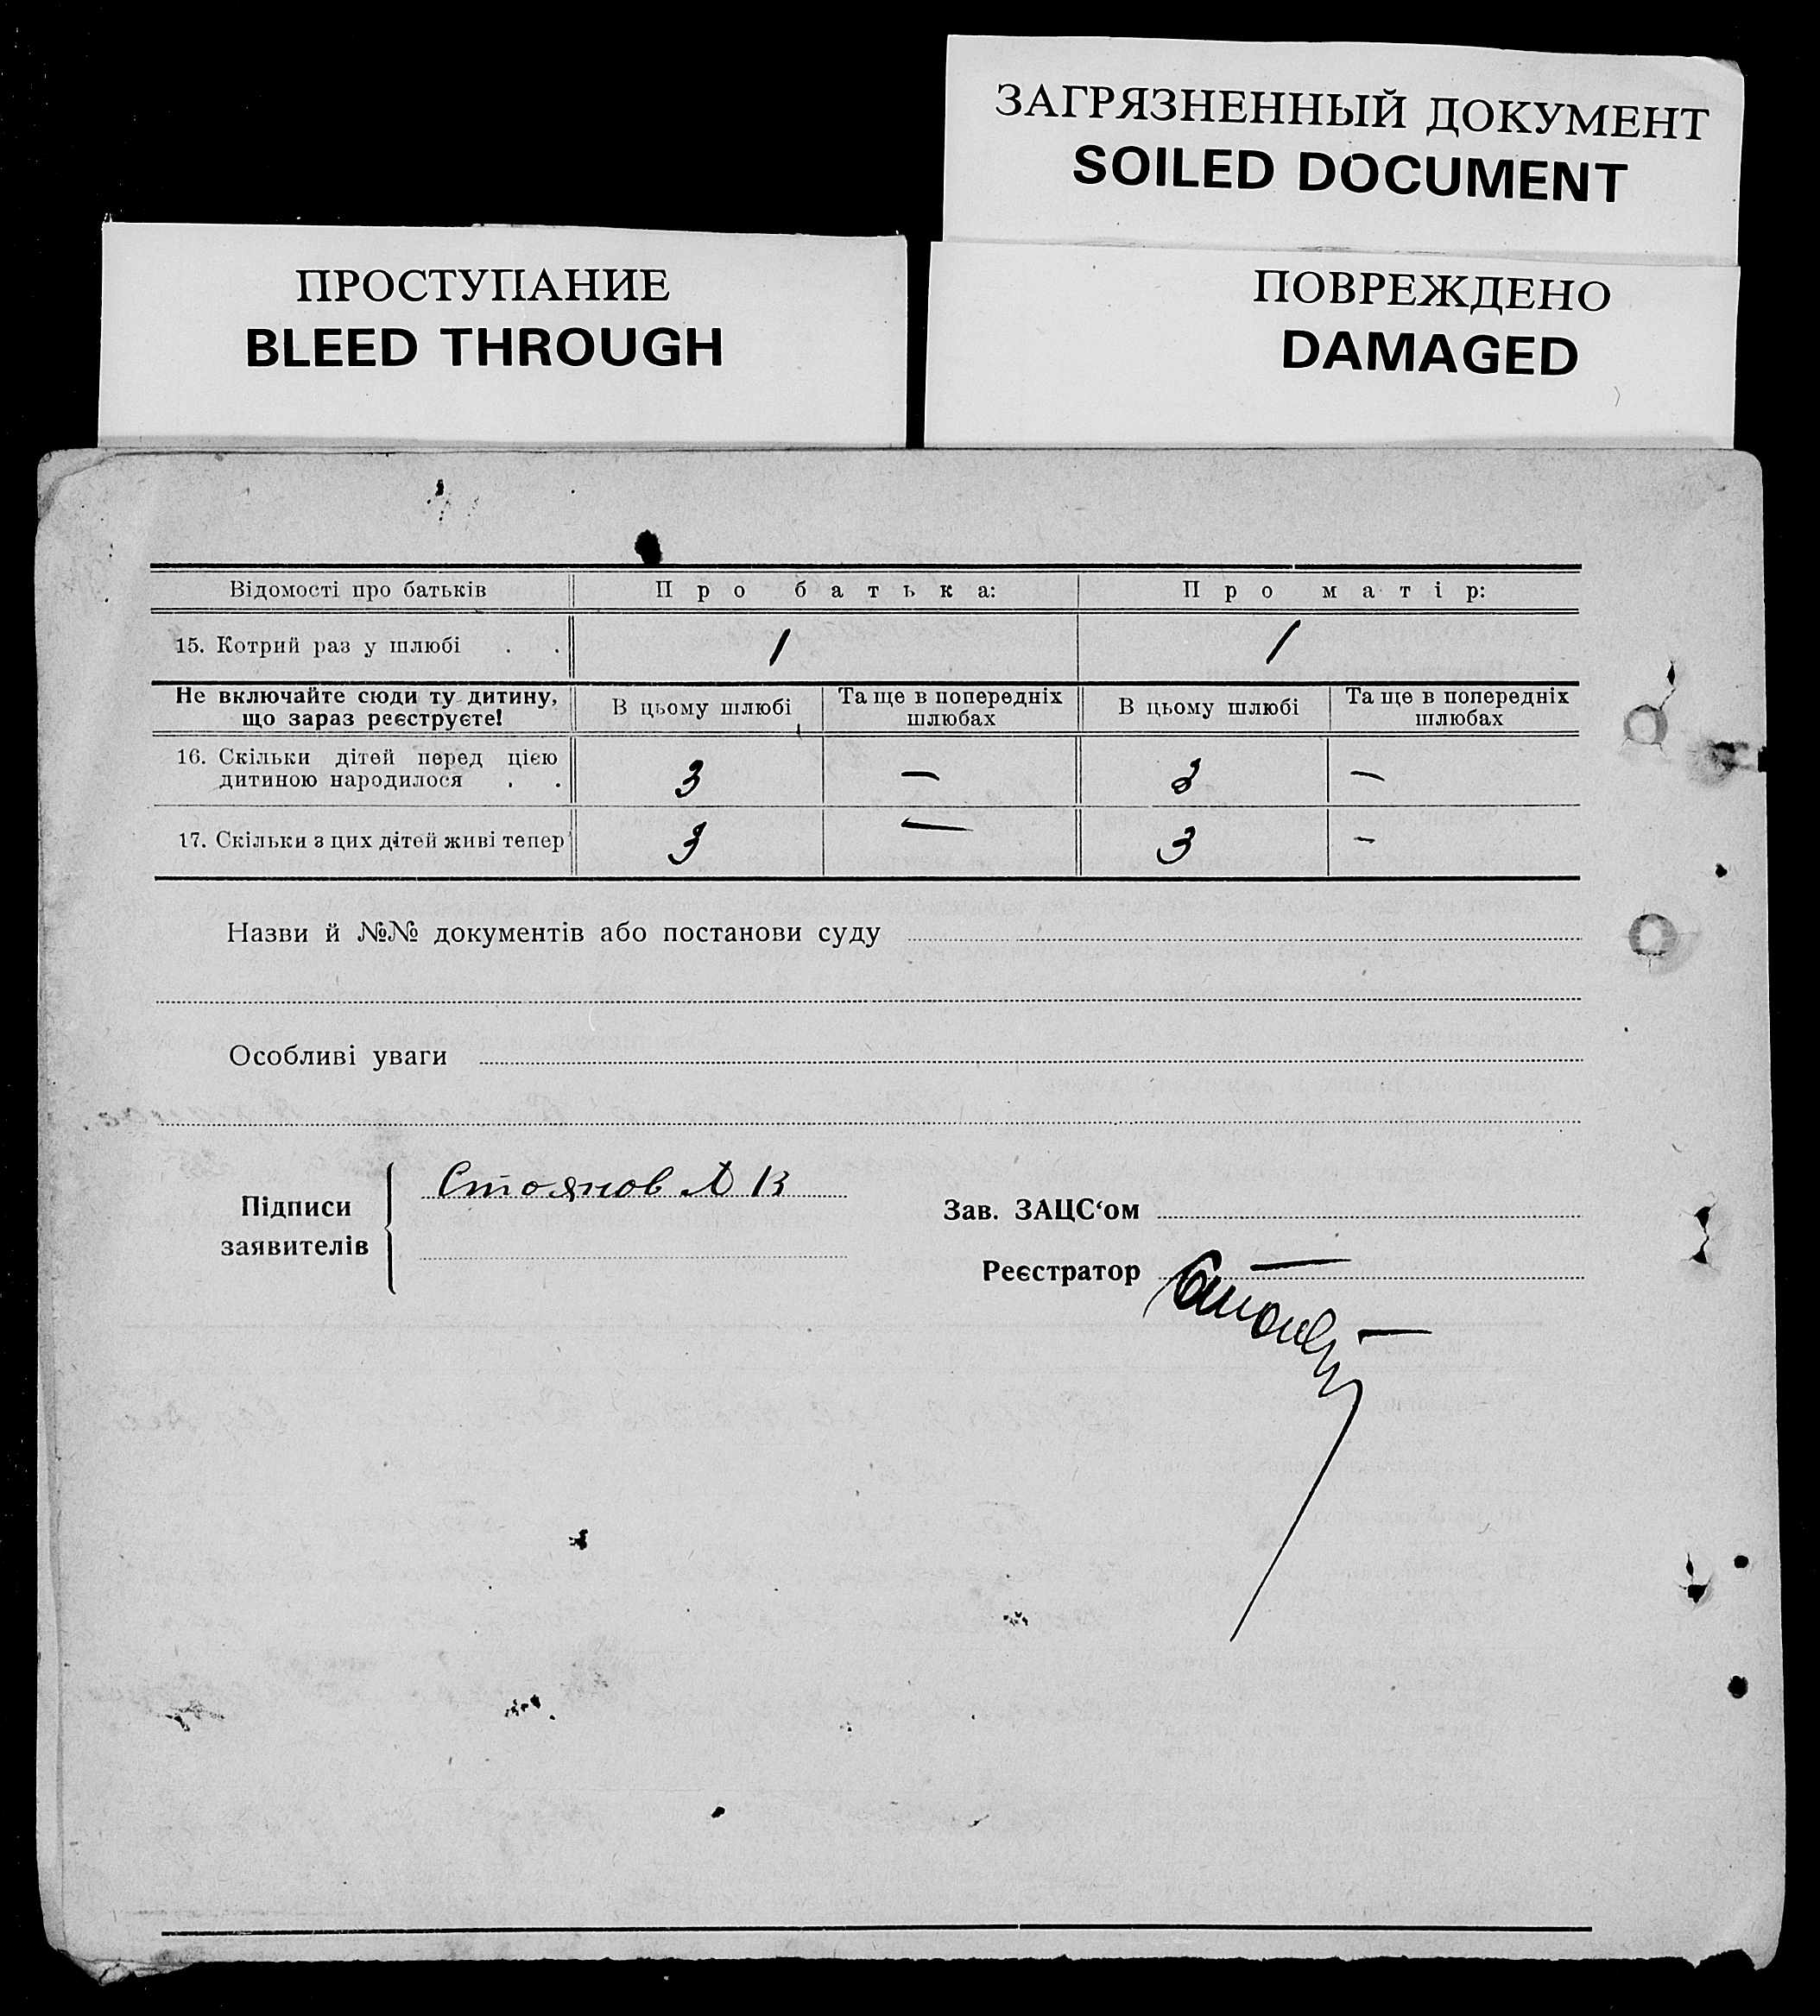 ЗАГРЯЗНЕННЫЙ ДОКУМЕНТ
SOILED DOCUMENT
ПРОСТУПАНИЕ
BLEED THROUGH
ПОВРЕЖДЕНО
DAMAGED
Відомості про батьків Про батька: Про матір:
15. Котрий раз у шлюбі . . 1 1
Не включайте сюди ту дитину, що зараз реєструєте! В цьому шлюбі Та ще в попередніх шлюбах В цьому шлюбі Та ще в попередніх шлюбах
16. Скільки дітей перед цією дитиною народилося . . 3 — 3 —
17. Скільки з цих дітей живі тепер 3 — 3 -
Назви й №№ документів або постанови суду
Особливі уваги
Підписи заявителів
Стоянов А В
Зав. ЗАЦС‘ом
Реєстратор